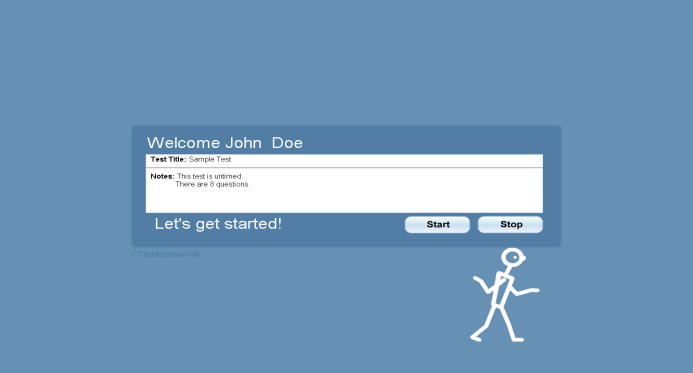 Welcome John Doe
Test Title: Sample Test
Notes: This test is untimed.
There are 8 questions.
Let's get started!
Start
Stop
CTB/McGraw-Hill